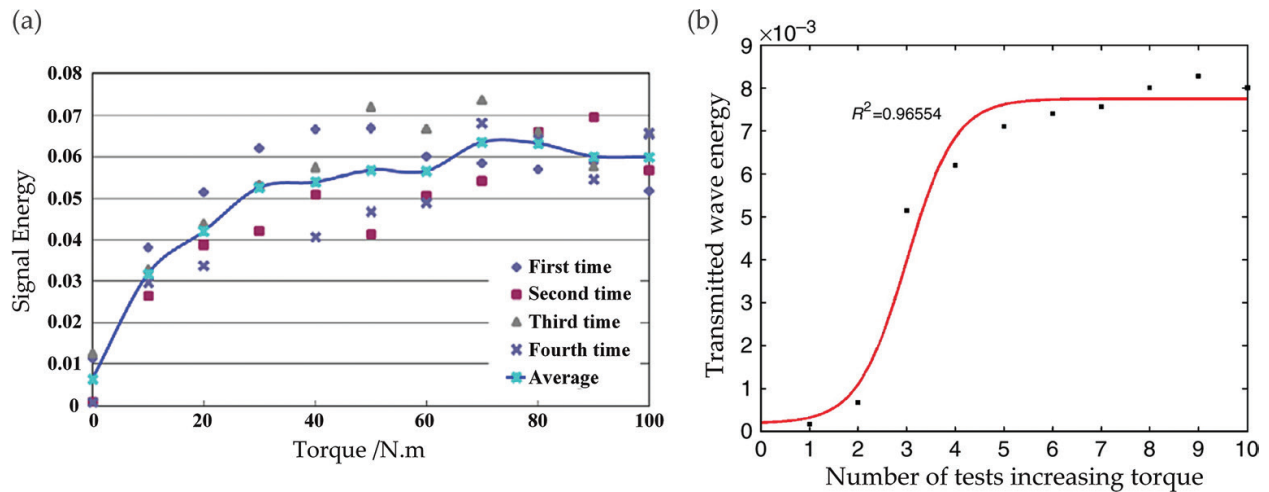 (a)
0.08
0.07
0.06
0.05
0.04
0.03
0.02
0.01
0
Signal Energy
First time
Second time
Third time
Fourth time
Average
0 20 40 60 80 100
Torque /N.m
(b)
×10⁻³
9
8
7
6
5
4
3
2
1
0
Transmitted wave energy
R²=0.96554
0 1 2 3 4 5 6 7 8 9 10
Number of tests increasing torque